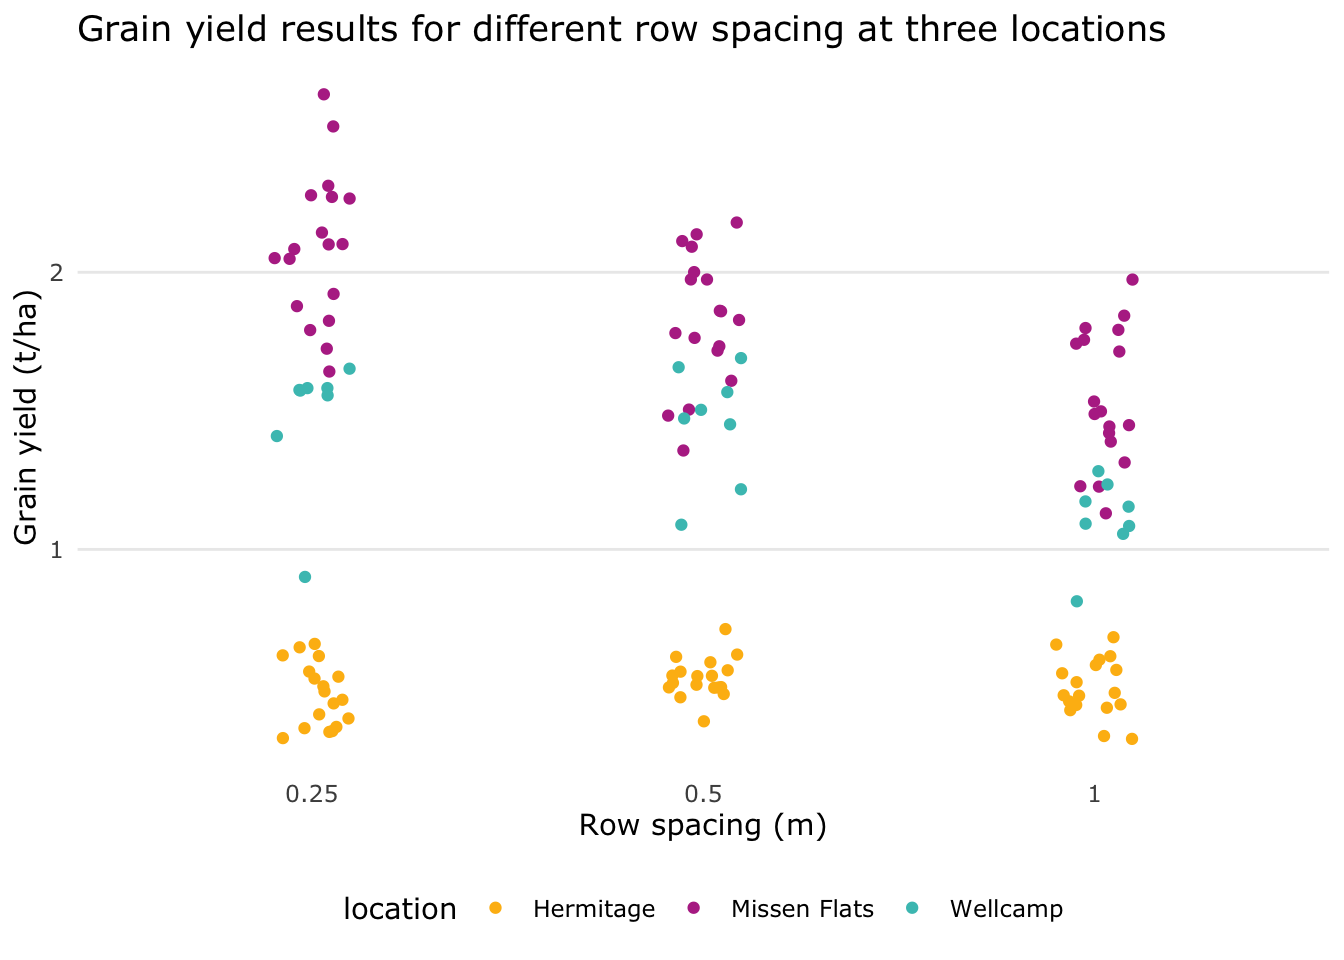 Grain yield results for different row spacing at three locations
Grain yield (t/ha)
2
1
0.25 0.5 1
Row spacing (m)
location Hermitage Missen Flats Wellcamp